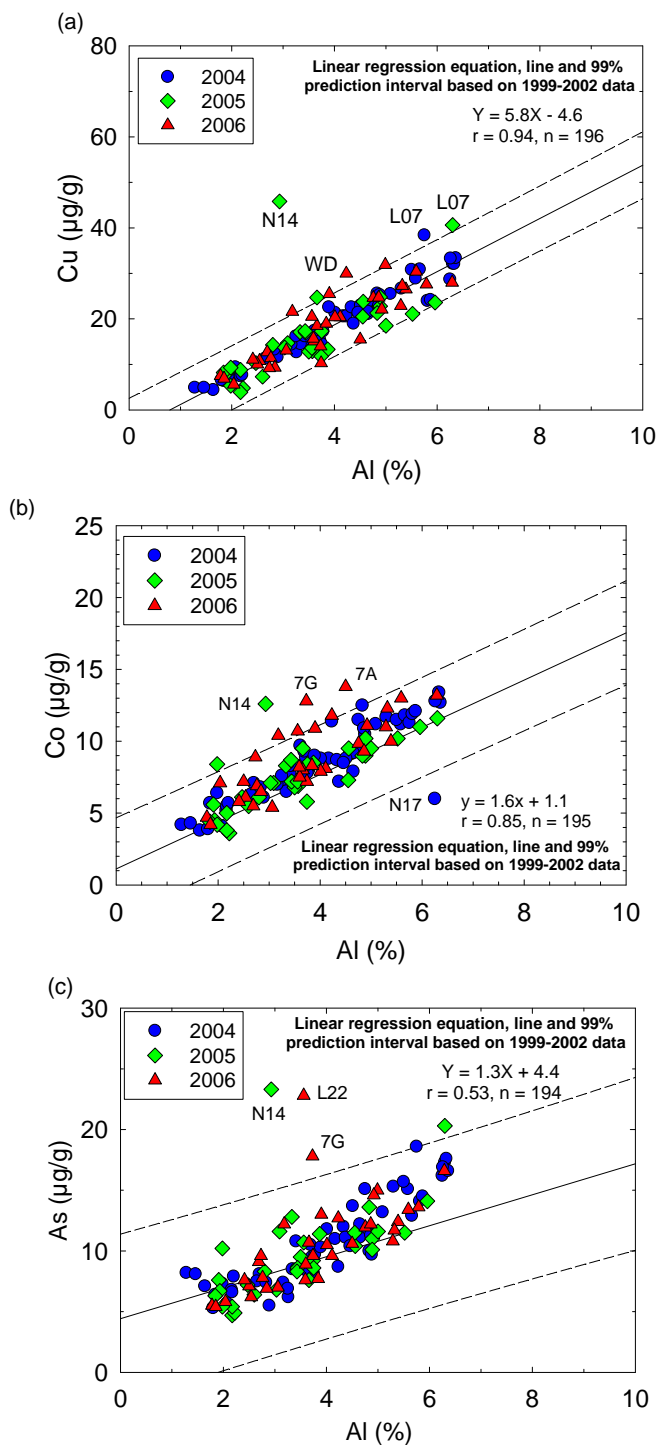 (a)
80
60
40
20
0
Cu (µg/g)
2004
2005
2006
Linear regression equation, line and 99%
prediction interval based on 1999-2002 data
Y = 5.8X - 4.6
r = 0.94, n = 196
N14
WD
L07
L07
0 2 4 6 8 10
Al (%)
(b)
25
20
15
10
5
0
Co (µg/g)
2004
2005
2006
N14
7G
7A
N17
y = 1.6x + 1.1
r = 0.85, n = 195
Linear regression equation, line and 99%
prediction interval based on 1999-2002 data
0 2 4 6 8 10
Al (%)
(c)
30
20
10
0
As (µg/g)
2004
2005
2006
Linear regression equation, line and 99%
prediction interval based on 1999-2002 data
Y = 1.3X + 4.4
r = 0.53, n = 194
N14
L22
7G
0 2 4 6 8 10
Al (%)